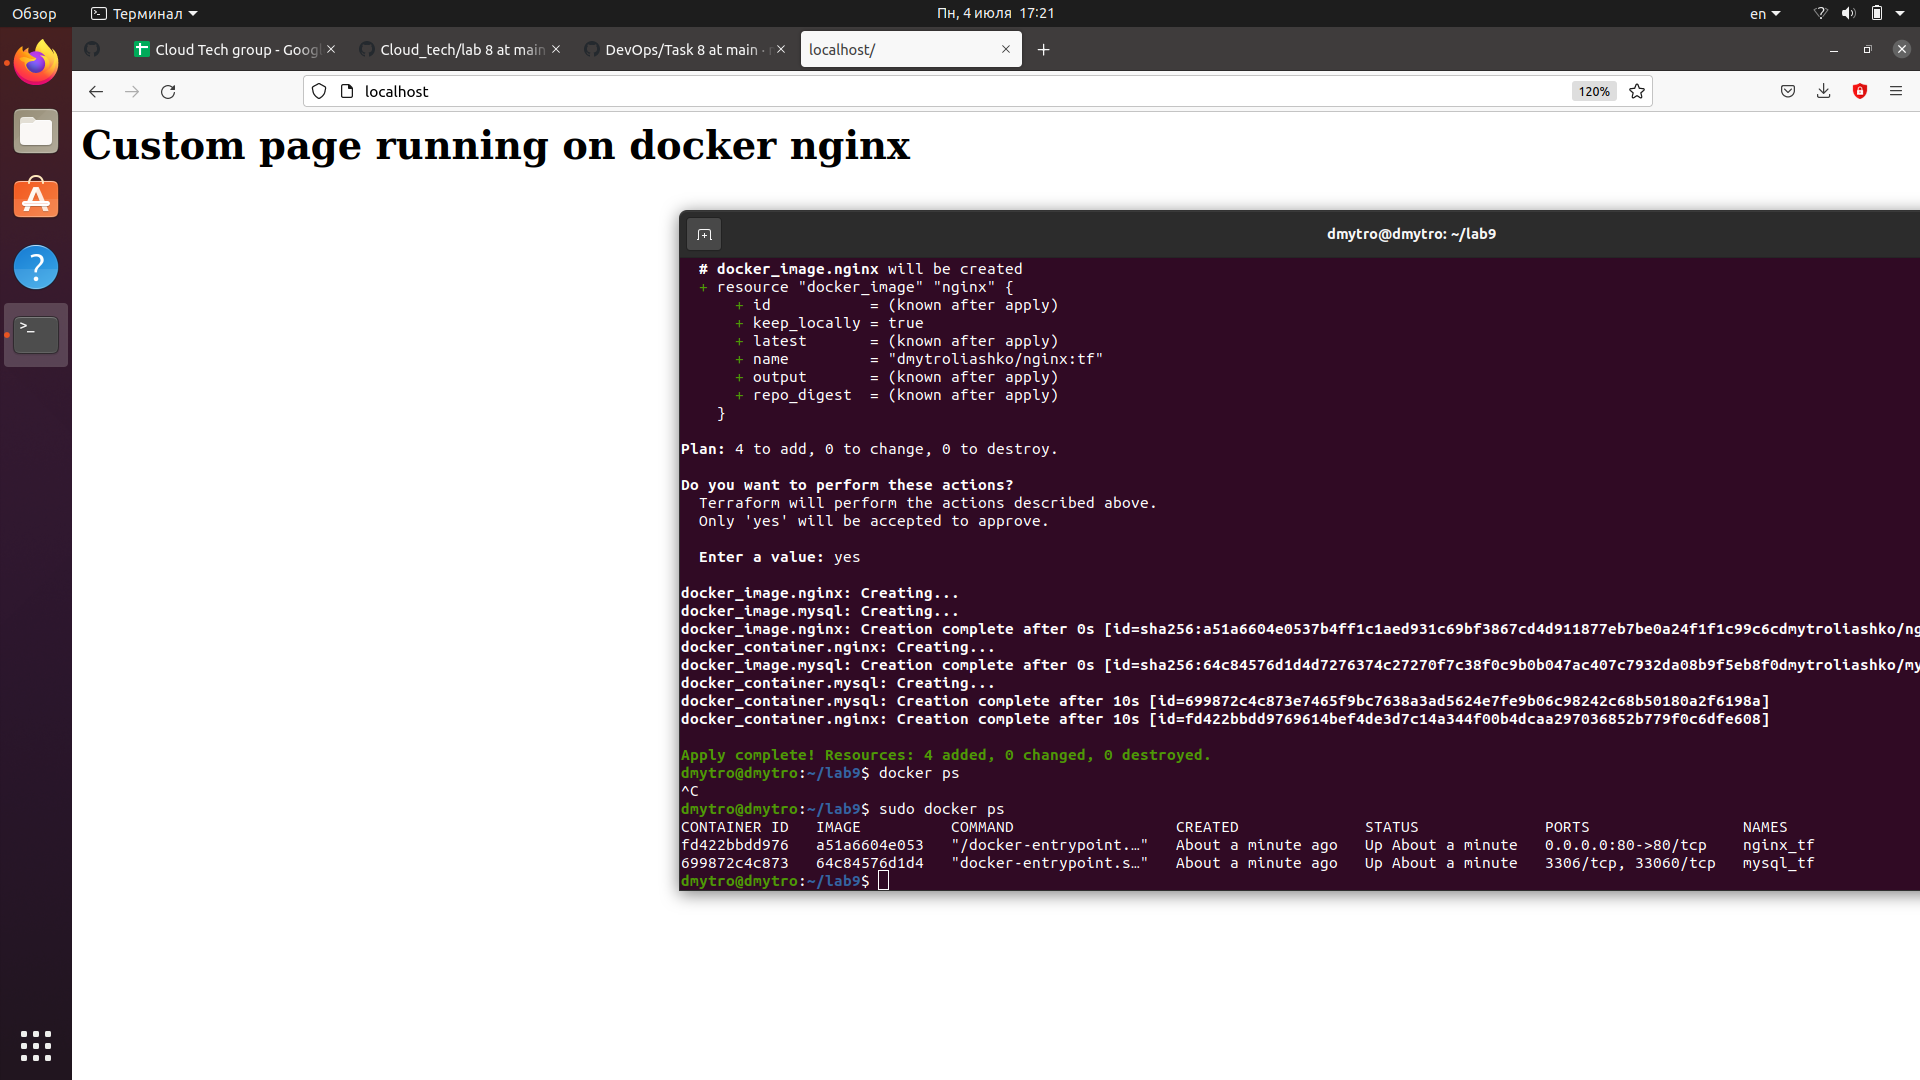 Обзор
Терминал
Пн, 4 июля 17:21
en
Cloud Tech group - Goog
Cloud_tech/lab 8 at main
DevOps/Task 8 at main ·
localhost/
localhost
120%
Custom page running on docker nginx
dmytro@dmytro: ~/lab9
# docker_image.nginx will be created
+ resource "docker_image" "nginx" {
+ id = (known after apply)
+ keep_locally = true
+ latest = (known after apply)
+ name = "dmytroliashko/nginx:tf"
+ output = (known after apply)
+ repo_digest = (known after apply)
}
Plan: 4 to add, 0 to change, 0 to destroy.
Do you want to perform these actions?
Terraform will perform the actions described above.
Only 'yes' will be accepted to approve.
Enter a value: yes
docker_image.nginx: Creating...
docker_image.mysql: Creating...
docker_image.nginx: Creation complete after 0s [id=sha256:a51a6604e0537b4ff1c1aed931c69bf3867cd4d911877eb7be0a24f1f1c99c6cdmytroliashko/ng
docker_container.nginx: Creating...
docker_image.mysql: Creation complete after 0s [id=sha256:64c84576d1d4d7276374c27270f7c38f0c9b0b047ac407c7932da08b9f5eb8f0dmytroliashko/my
docker_container.mysql: Creating...
docker_container.mysql: Creation complete after 10s [id=699872c4c873e7465f9bc7638a3ad5624e7fe9b06c98242c68b50180a2f6198a]
docker_container.nginx: Creation complete after 10s [id=fd422bbdd9769614bef4de3d7c14a344f00b4dcaa297036852b779f0c6dfe608]
Apply complete! Resources: 4 added, 0 changed, 0 destroyed.
dmytro@dmytro:~/lab9$ docker ps
^C
dmytro@dmytro:~/lab9$ sudo docker ps
CONTAINER ID IMAGE COMMAND CREATED STATUS PORTS NAMES
fd422bbdd976 a51a6604e053 "/docker-entrypoint.…" About a minute ago Up About a minute 0.0.0.0:80->80/tcp nginx_tf
699872c4c873 64c84576d1d4 "docker-entrypoint.s…" About a minute ago Up About a minute 3306/tcp, 33060/tcp mysql_tf
dmytro@dmytro:~/lab9$